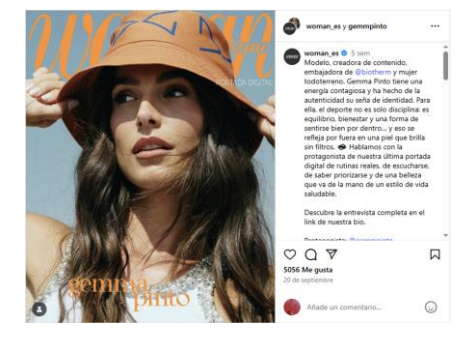 woman
PORTADA DIGITAL
gemma
pinto
woman_es y gemmpinto
woman_es 5 sem
Modelo, creadora de contenido,
embajadora de @biotherm y mujer
todoterreno. Gemma Pinto tiene una
energía contagiosa y ha hecho de la
autenticidad su seña de identidad. Para
ella, el deporte no es solo disciplina: es
equilibrio, bienestar y una forma de
sentirse bien por dentro... y eso se
refleja por fuera en una piel que brilla
sin filtros. 👁️ Hablamos con la
protagonista de nuestra última portada
digital de rutinas reales, de escucharse,
de saber priorizarse y de una belleza
que va de la mano de un estilo de vida
saludable.
Descubre la entrevista completa en el
link de nuestra bio.
5056 Me gusta
20 de septiembre
Añade un comentario...